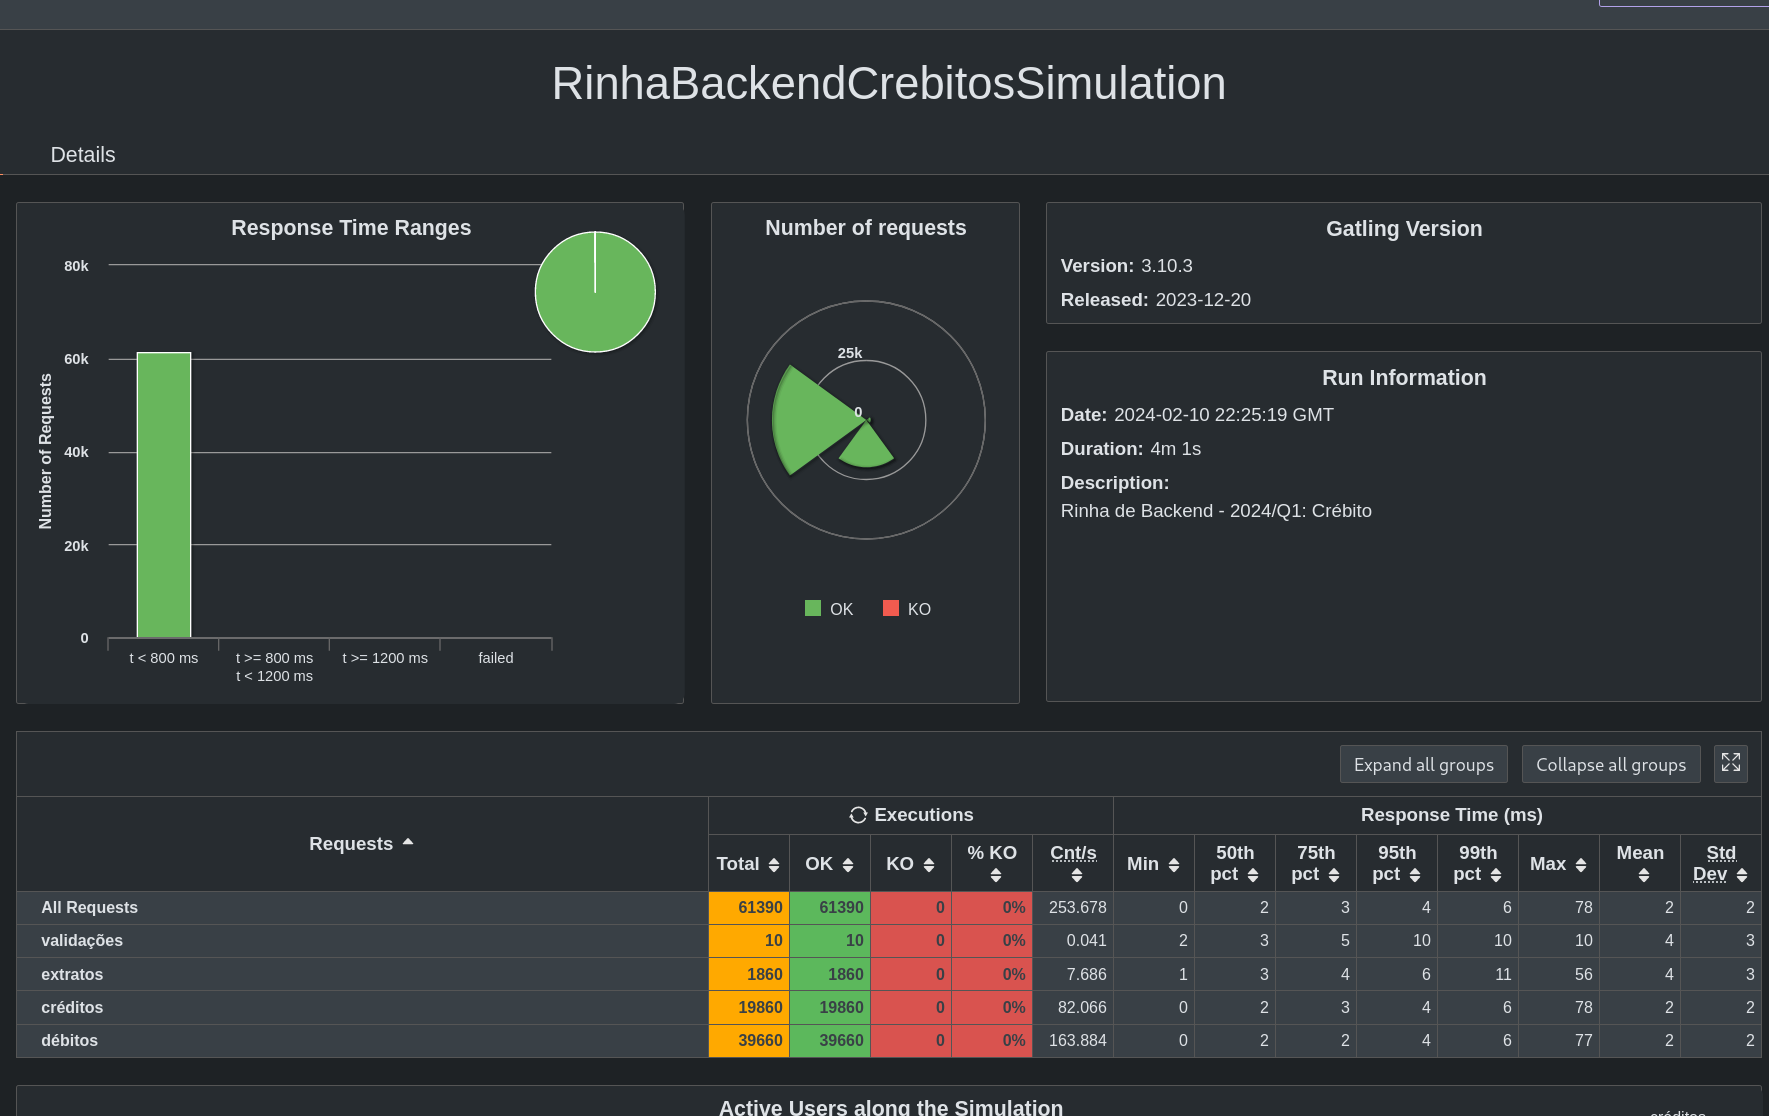 RinhaBackendCrebitosSimulation
Details
Response Time Ranges
80k
60k
40k
20k
0
Number of Requests
t < 800 ms
t >= 800 ms
t < 1200 ms
t >= 1200 ms
failed
Number of requests
25k
0
OK KO
Gatling Version
Version: 3.10.3
Released: 2023-12-20
Run Information
Date: 2024-02-10 22:25:19 GMT
Duration: 4m 1s
Description:
Rinha de Backend - 2024/Q1: Crébito
Expand all groups Collapse all groups
Requests Executions Response Time (ms)
Total OK KO % KO Cnt/s Min 50th pct 75th pct 95th pct 99th pct Max Mean Std Dev
All Requests 61390 61390 0 0% 253.678 0 2 3 4 6 78 2 2
validações 10 10 0 0% 0.041 2 3 5 10 10 10 4 3
extratos 1860 1860 0 0% 7.686 1 3 4 6 11 56 4 3
créditos 19860 19860 0 0% 82.066 0 2 3 4 6 78 2 2
débitos 39660 39660 0 0% 163.884 0 2 2 4 6 77 2 2
Active Users along the Simulation
créditos